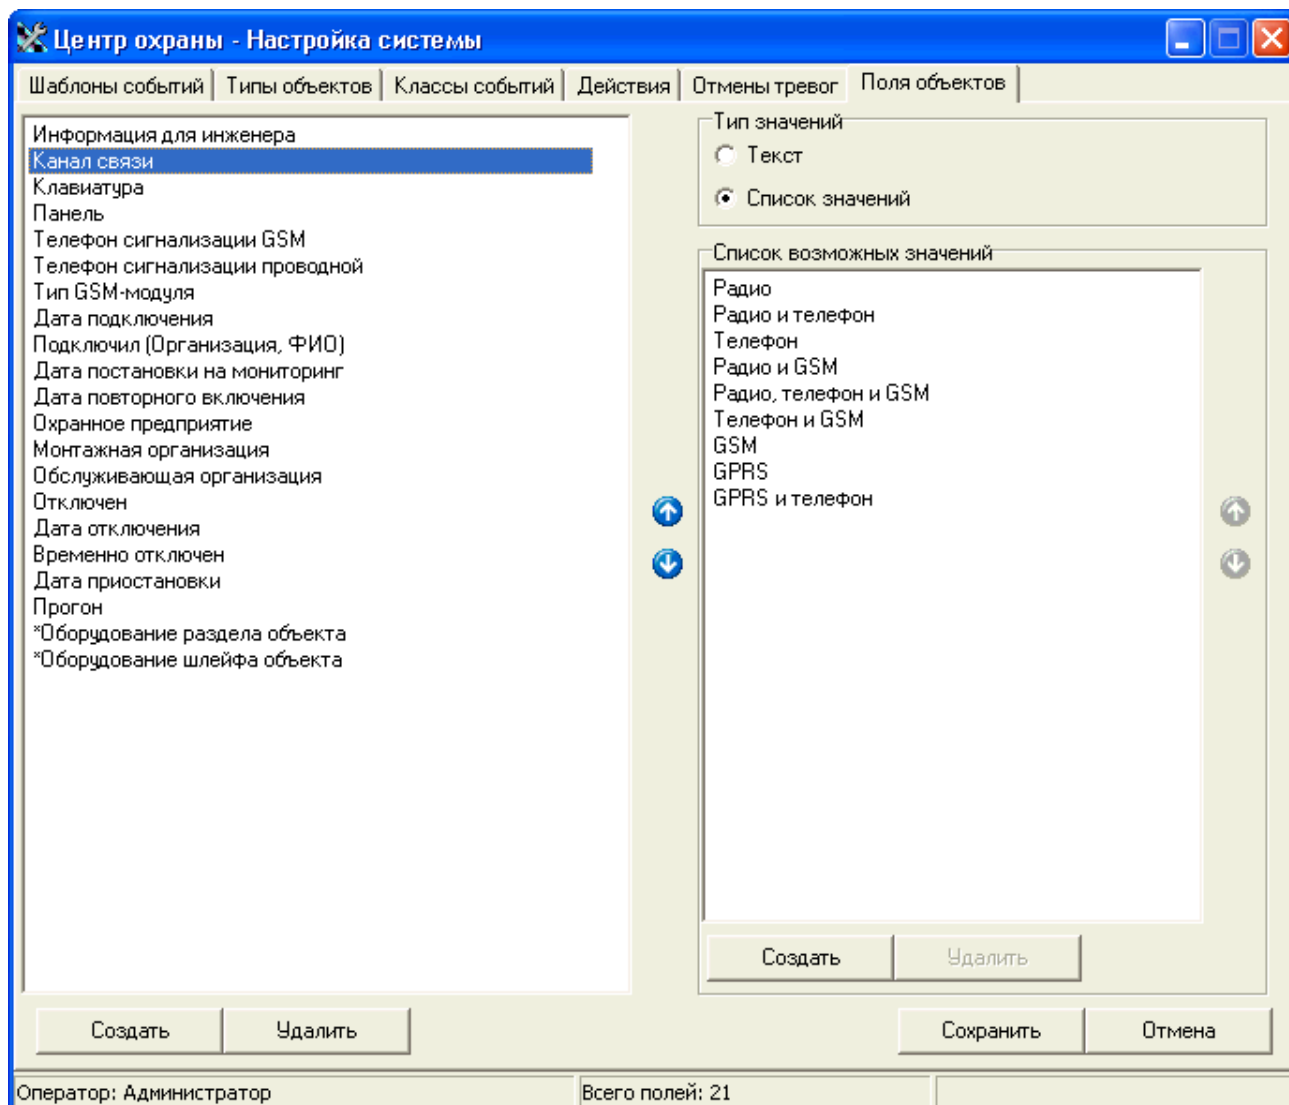 Центр охраны - Настройка системы
Шаблоны событий Типы объектов Классы событий Действия Отмены тревог Поля объектов
Информация для инженера
Канал связи
Клавиатура
Панель
Телефон сигнализации GSM
Телефон сигнализации проводной
Тип GSM-модуля
Дата подключения
Подключил (Организация, ФИО)
Дата постановки на мониторинг
Дата повторного включения
Охранное предприятие
Монтажная организация
Обслуживающая организация
Отключен
Дата отключения
Временно отключен
Дата приостановки
Прогон
*Оборудование раздела объекта
*Оборудование шлейфа объекта
Создать Удалить
Тип значений
Текст
Список значений
Список возможных значений
Радио
Радио и телефон
Телефон
Радио и GSM
Радио, телефон и GSM
Телефон и GSM
GSM
GPRS
GPRS и телефон
Создать Удалить
Сохранить Отмена
Оператор: Администратор Всего полей: 21